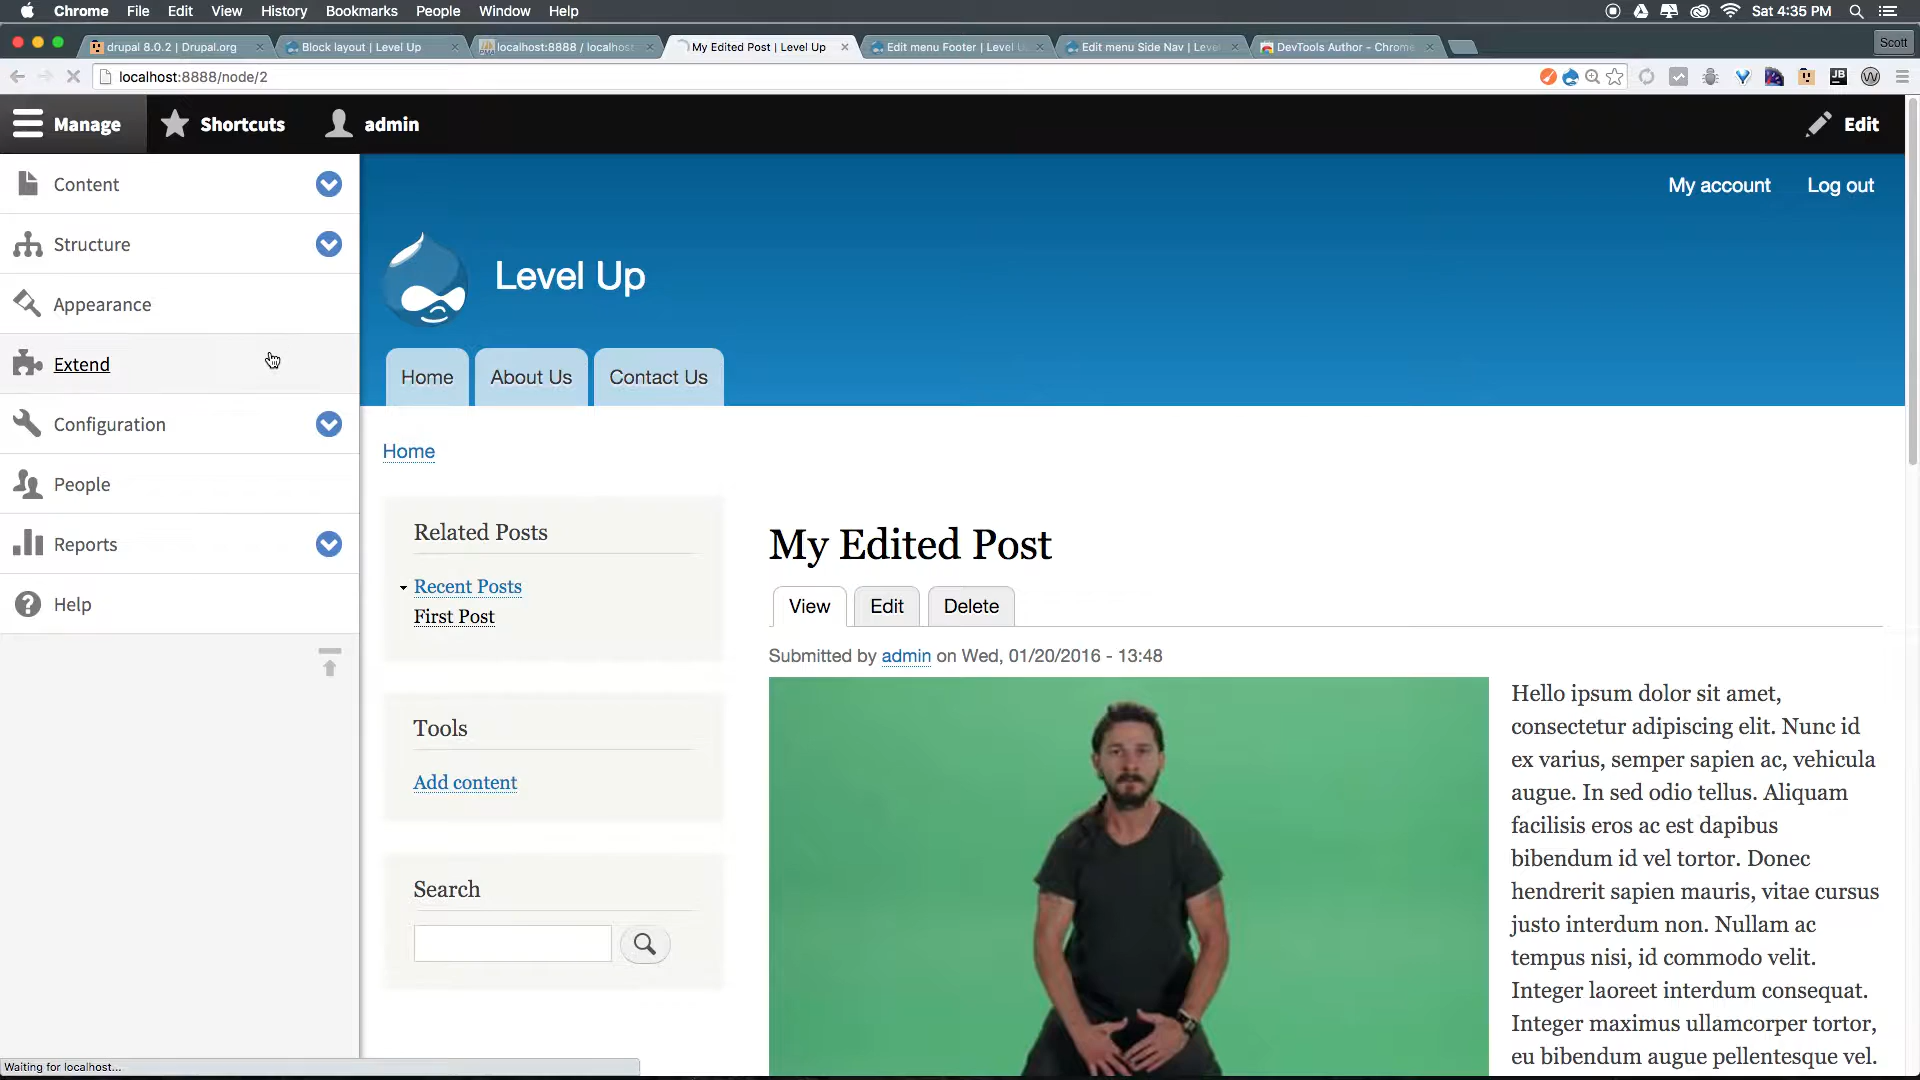 Chrome File Edit View History Bookmarks People Window Help Sat 4:35 PM
drupal 8.0.2 | Drupal.org Block layout | Level Up localhost:8888 / localhost My Edited Post | Level Up Edit menu Footer | Level U Edit menu Side Nav | Level DevTools Author - Chrome Scott
localhost:8888/node/2 JB W
Manage Shortcuts admin Edit
Content
Structure
Appearance
Extend
Configuration
People
Reports
Help
My account Log out
Level Up
Home About Us Contact Us
Home
Related Posts
Recent Posts
First Post
Tools
Add content
Search
My Edited Post
View Edit Delete
Submitted by admin on Wed, 01/20/2016 - 13:48
Hello ipsum dolor sit amet,
consectetur adipiscing elit. Nunc id
ex varius, semper sapien ac, vehicula
augue. In sed odio tellus. Aliquam
facilisis eros ac est dapibus
bibendum id vel tortor. Donec
hendrerit sapien mauris, vitae cursus
justo interdum non. Nullam ac
tempus nisi, id commodo velit.
Integer laoreet interdum consequat.
Integer maximus ullamcorper tortor,
eu bibendum augue pellentesque vel.
Waiting for localhost...